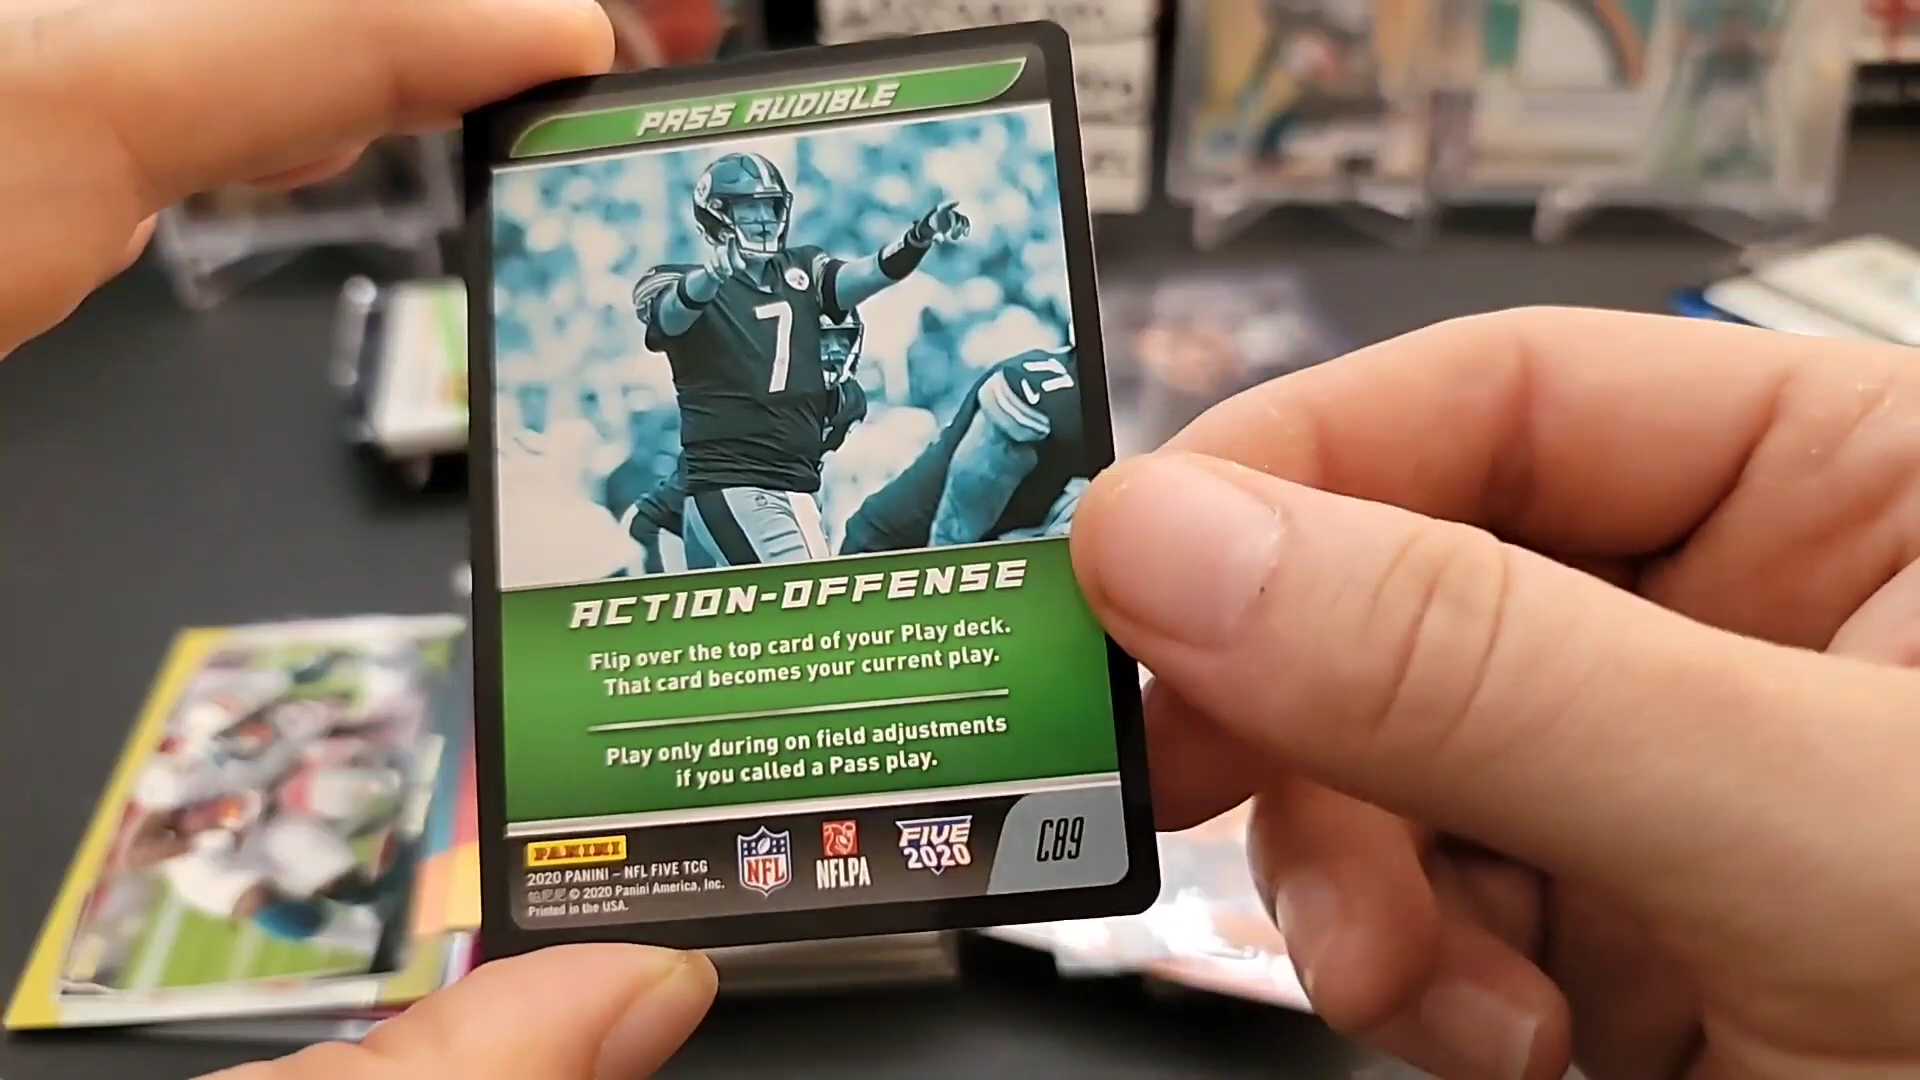 PASS AUDIBLE
7
ACTION-OFFENSE
Flip over the top card of your Play deck.
That card becomes your current play.
Play only during on field adjustments
if you called a Pass play.
PANINI
2020 PANINI – NFL FIVE TCG
© 2020 Panini America, Inc.
Printed in the USA.
NFL
NFLPA
FIVE
2020
C89